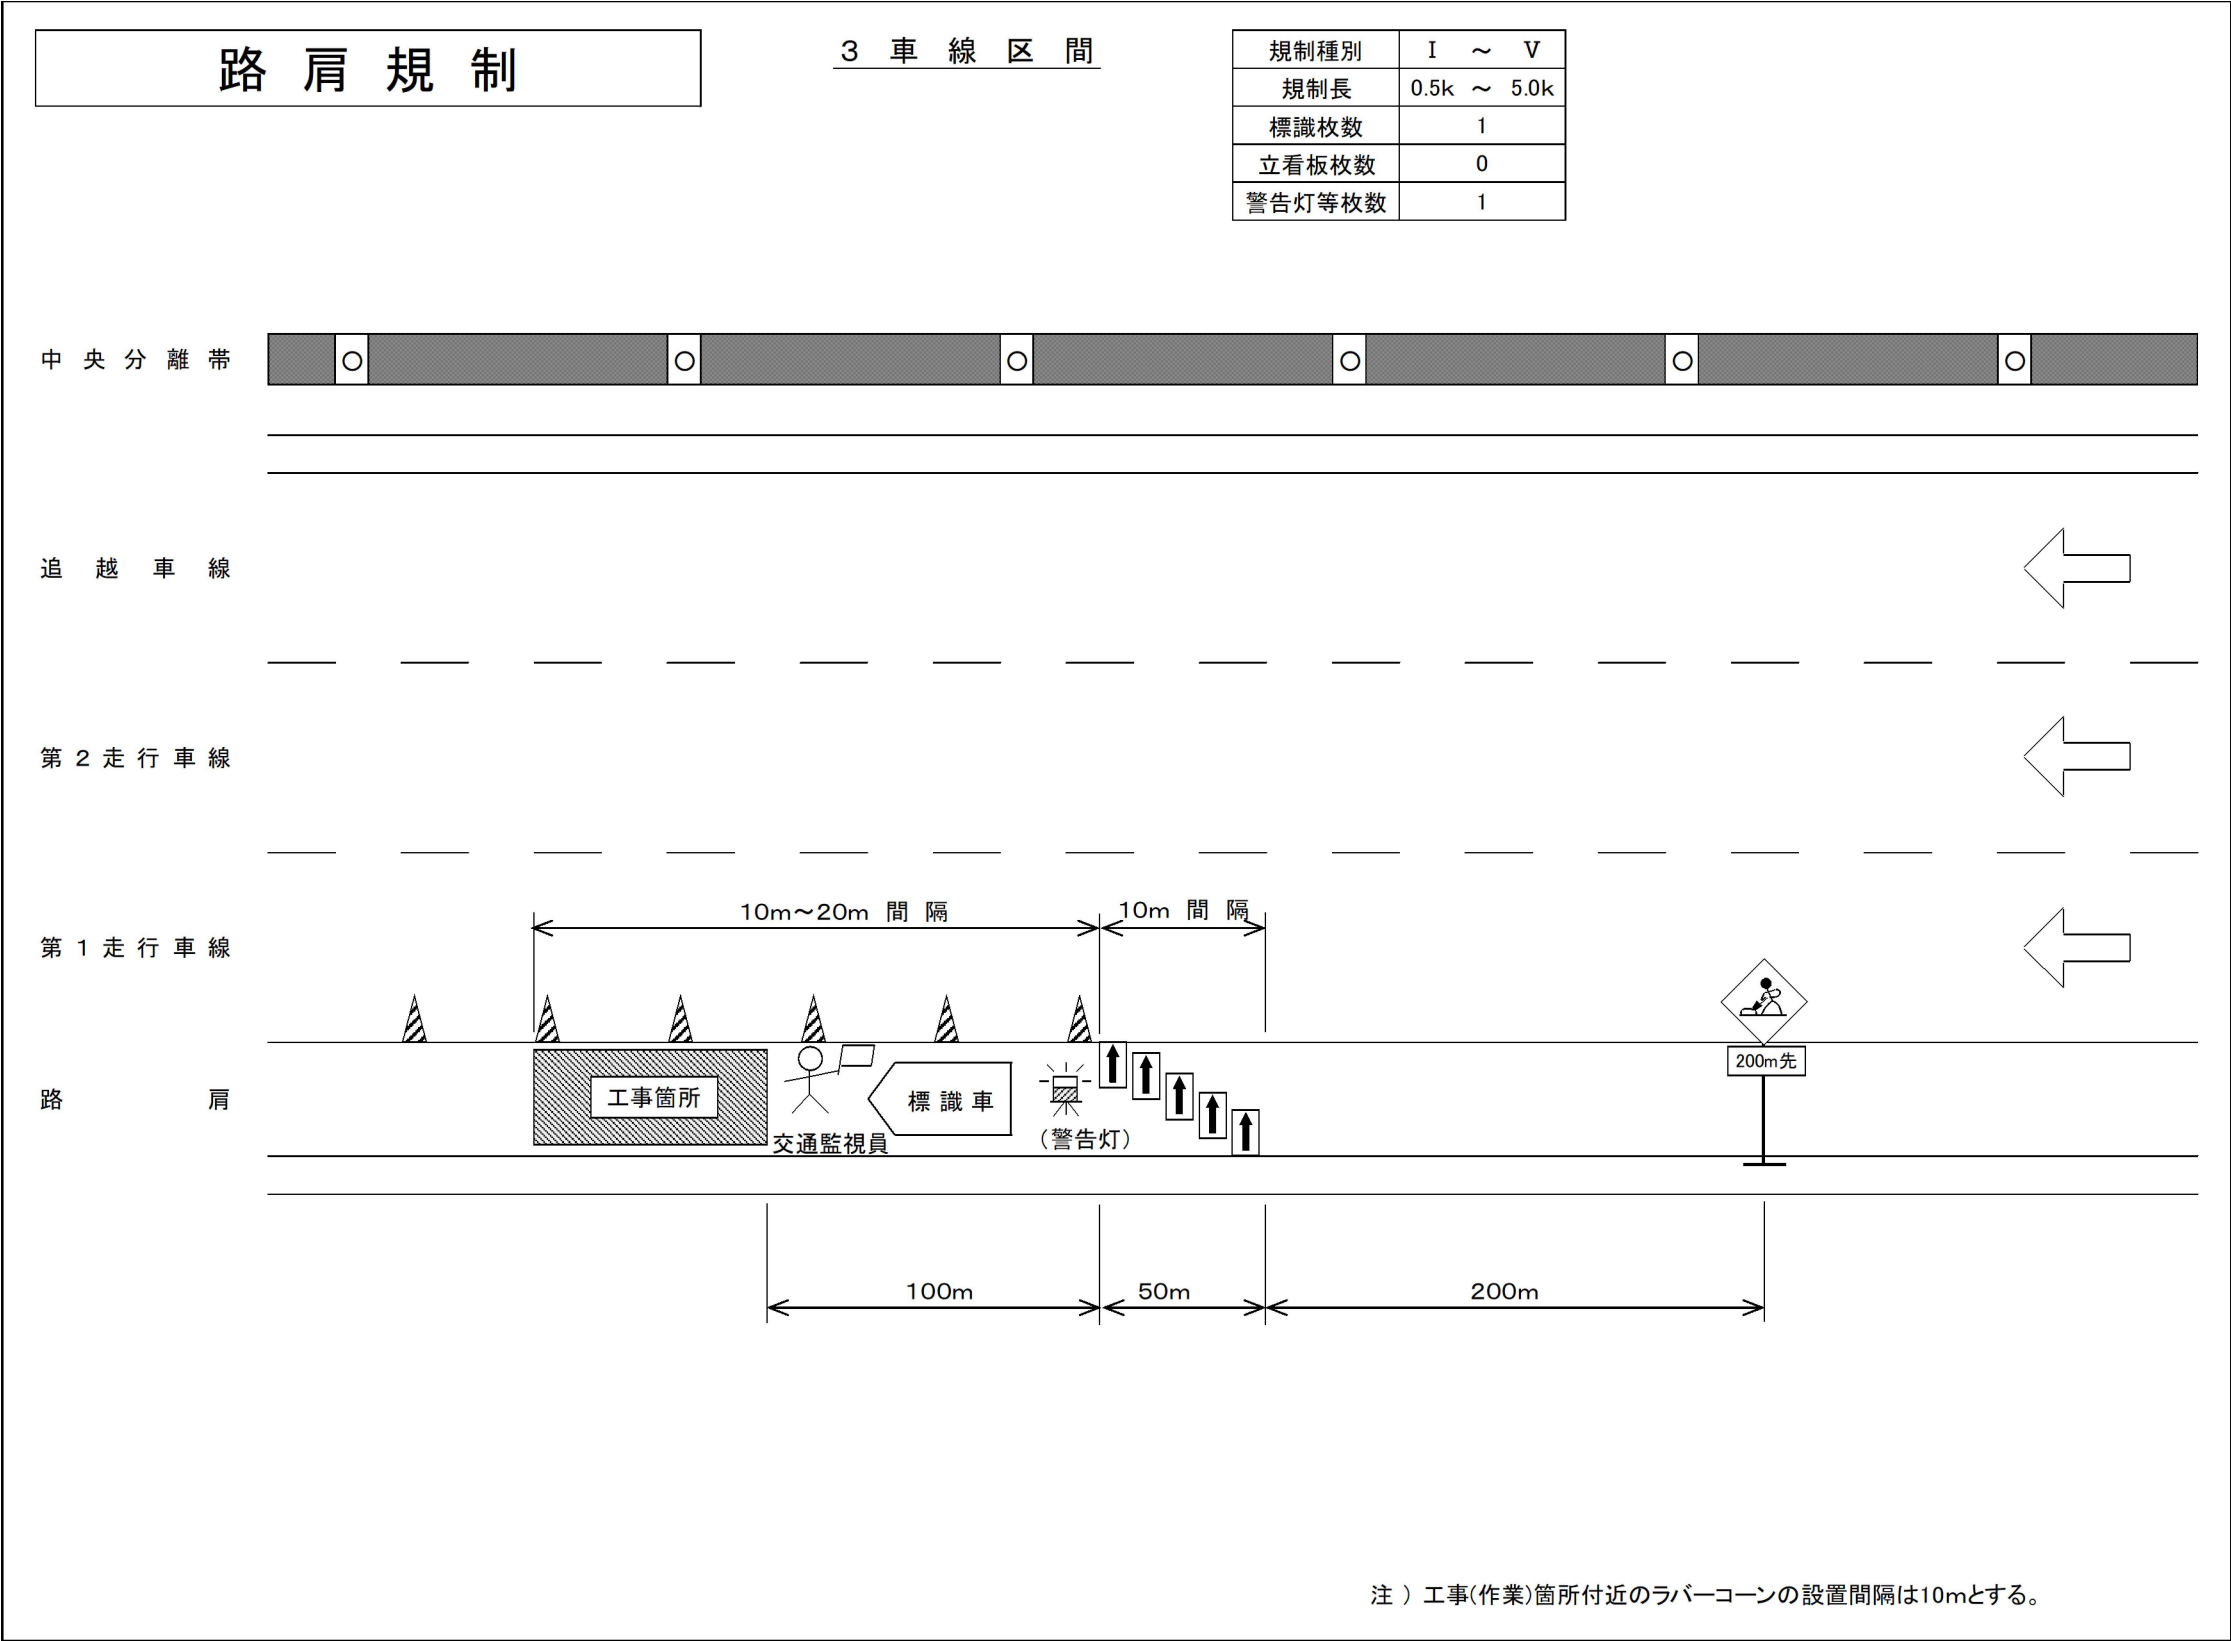 路肩規制
３車線区間
規制種別 Ⅰ ～ Ⅴ
規制長 0.5k ～ 5.0k
標識枚数 1
立看板枚数 0
警告灯等枚数 1
中央分離帯
追越車線
第２走行車線
第１走行車線
10m～20m 間隔
10m 間隔
路肩
工事箇所
交通監視員
標識車
（警告灯）
200m先
100m
50m
200m
注 ）工事(作業)箇所付近のラバーコーンの設置間隔は10mとする。